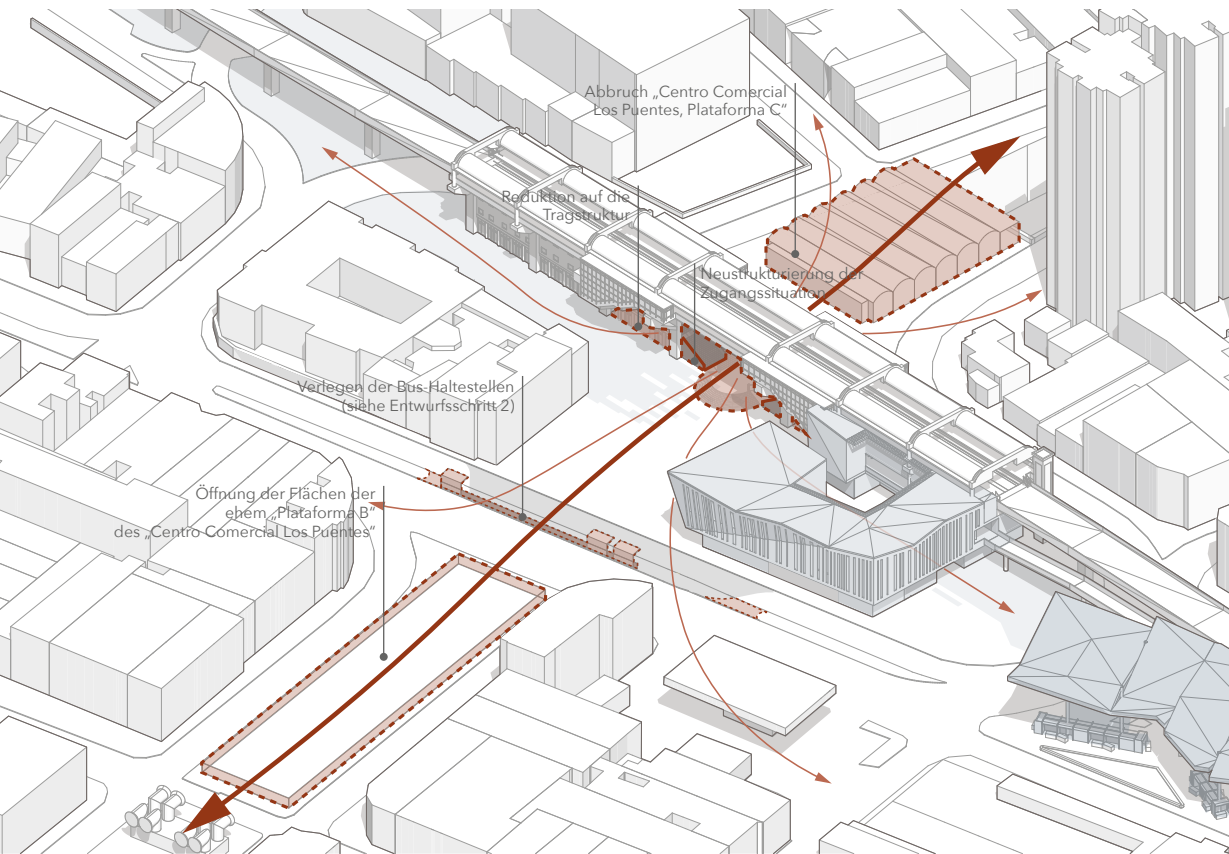 Abbruch „Centro Comercial
Los Puentes, Plataforma C“
Reduktion auf die
Tragstruktur
Neustrukturierung der
Zugangssituation
Verlegen der Bus-Haltestellen
(siehe Entwurfsschritt 2)
Öffnung der Flächen der
ehem „Plataforma B“
des „Centro Comercial Los Puentes“